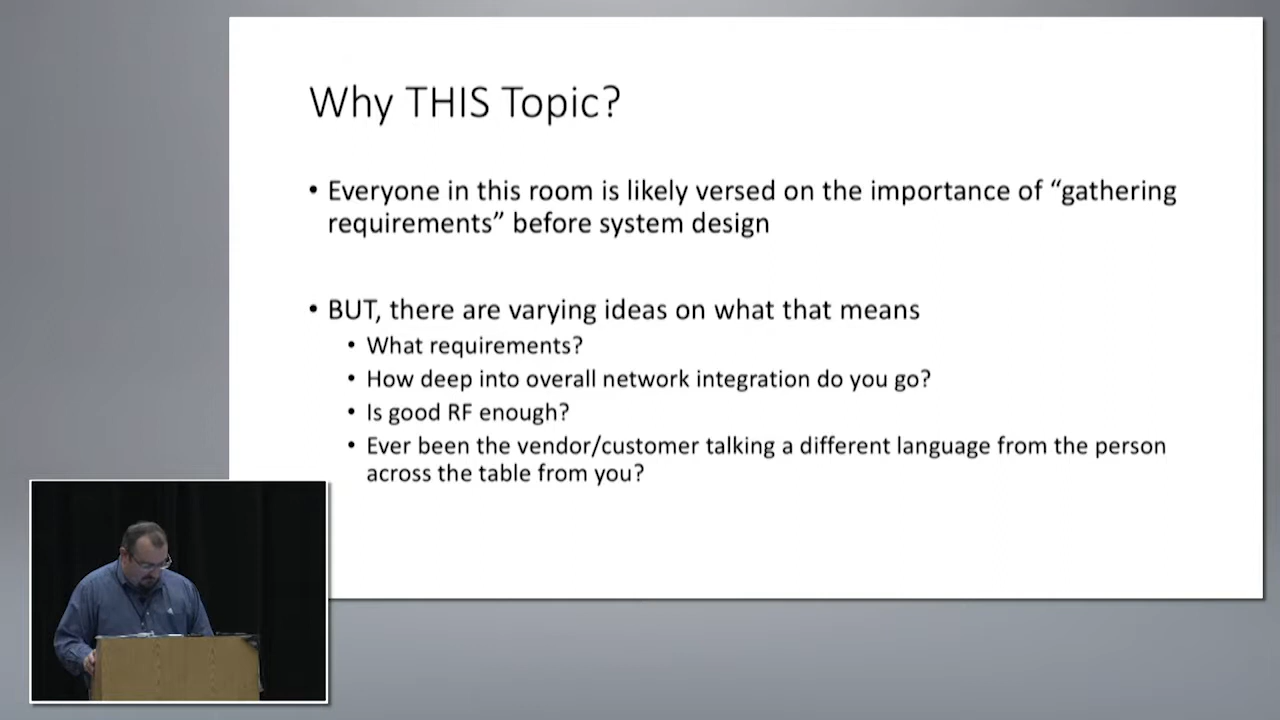 Why THIS Topic?
• Everyone in this room is likely versed on the importance of “gathering
requirements” before system design
• BUT, there are varying ideas on what that means
• What requirements?
• How deep into overall network integration do you go?
• Is good RF enough?
• Ever been the vendor/customer talking a different language from the person
across the table from you?